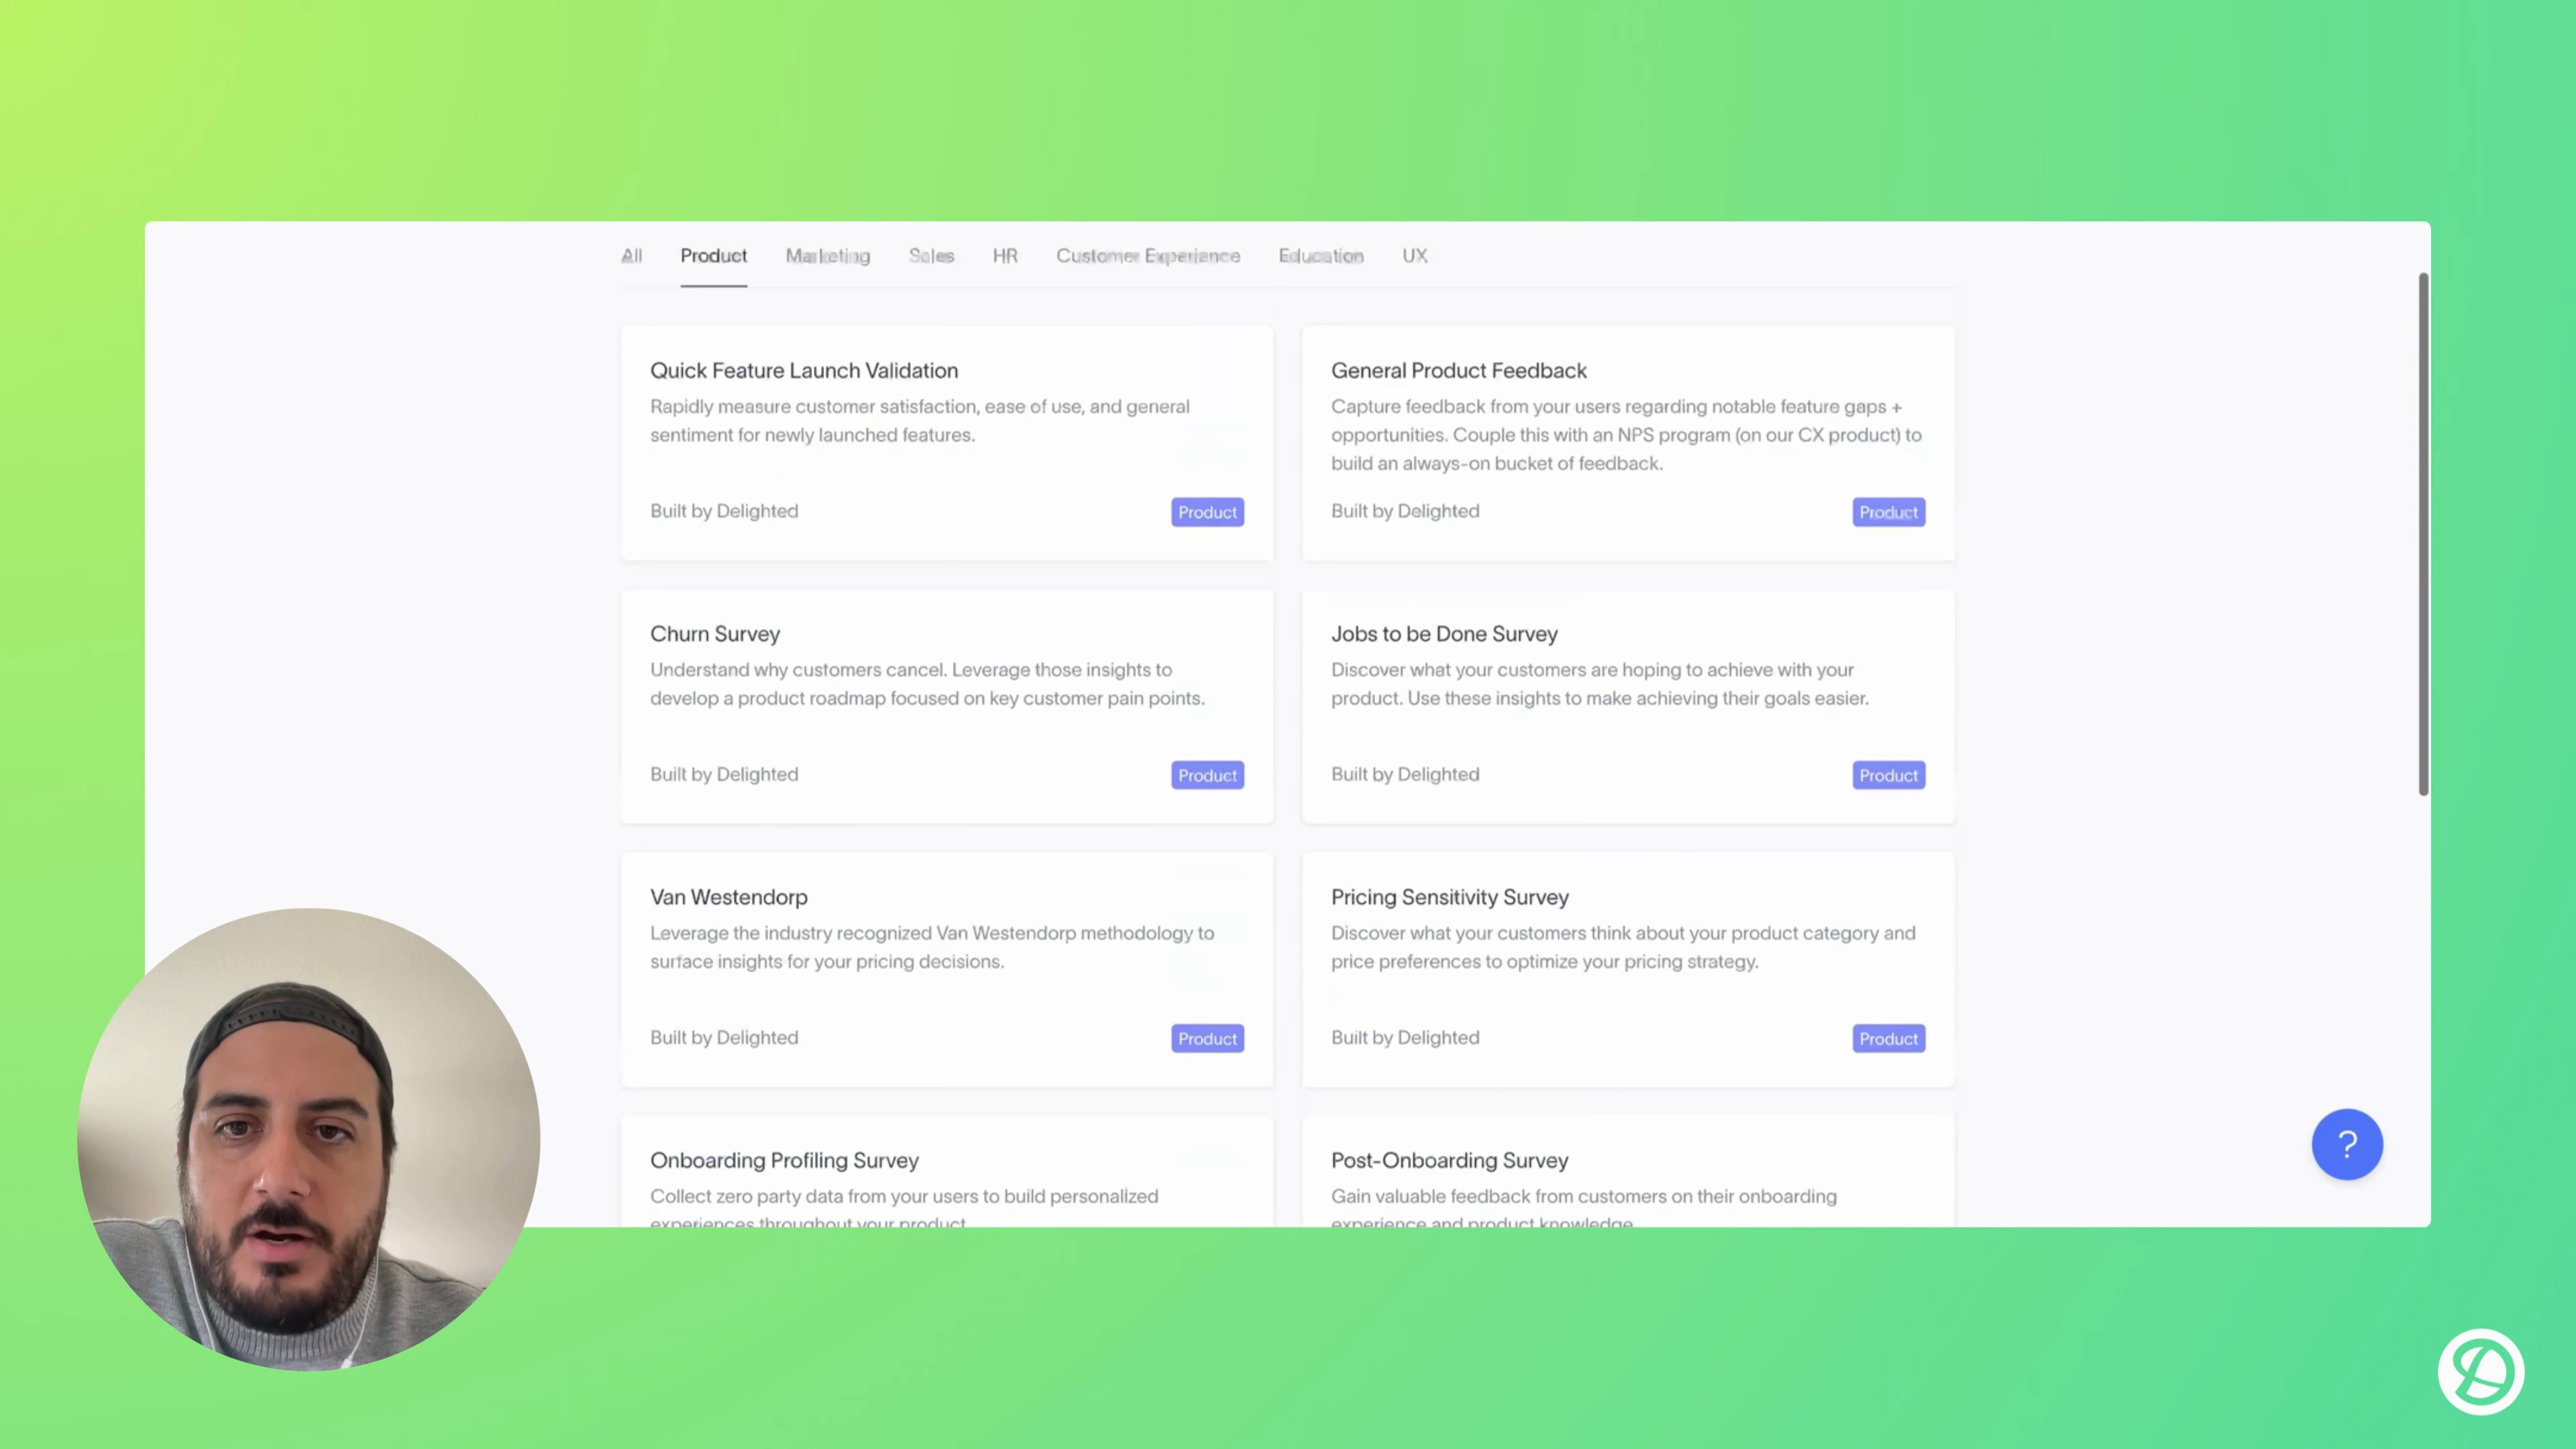 All Product Marketing Sales HR Customer Experience Education UX
Quick Feature Launch Validation
Rapidly measure customer satisfaction, ease of use, and general
sentiment for newly launched features.
Built by Delighted
Product
General Product Feedback
Capture feedback from your users regarding notable feature gaps +
opportunities. Couple this with an NPS program (on our CX product) to
build an always-on bucket of feedback.
Built by Delighted
Product
Churn Survey
Understand why customers cancel. Leverage those insights to
develop a product roadmap focused on key customer pain points.
Built by Delighted
Product
Jobs to be Done Survey
Discover what your customers are hoping to achieve with your
product. Use these insights to make achieving their goals easier.
Built by Delighted
Product
Van Westendorp
Leverage the industry recognized Van Westendorp methodology to
surface insights for your pricing decisions.
Built by Delighted
Product
Pricing Sensitivity Survey
Discover what your customers think about your product category and
price preferences to optimize your pricing strategy.
Built by Delighted
Product
Onboarding Profiling Survey
Collect zero party data from your users to build personalized
experiences throughout your product
Post-Onboarding Survey
Gain valuable feedback from customers on their onboarding
experience and product knowledge
?